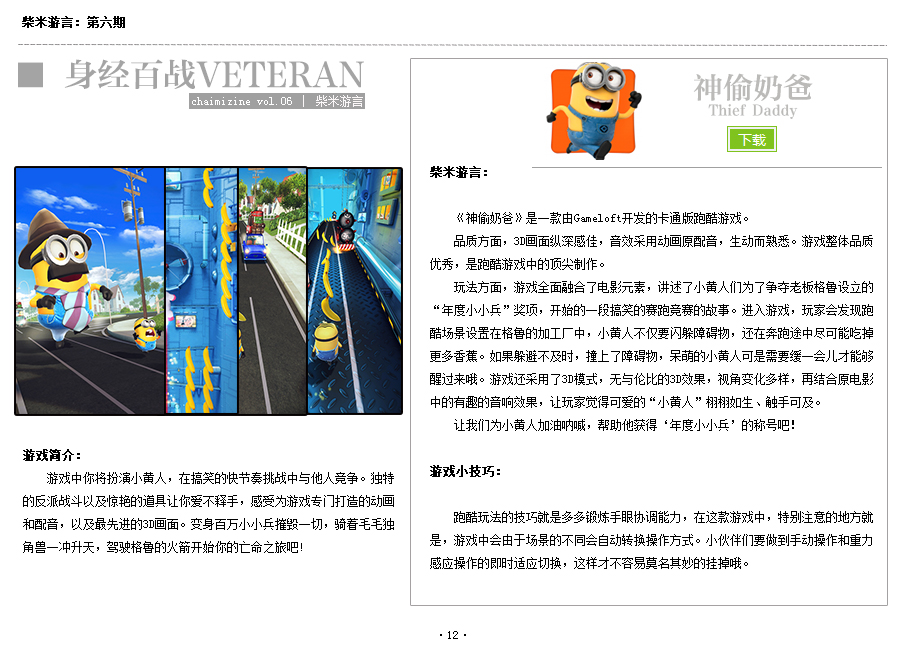 柴米游言：第六期
身经百战VETERAN
chaimizine vol.06 | 柴米游言
游戏简介：
游戏中你将扮演小黄人，在搞笑的快节奏挑战中与他人竞争。独特
的反派战斗以及惊艳的道具让你爱不释手，感受为游戏专门打造的动画
和配音，以及最先进的3D画面。变身百万小小兵摧毁一切，骑着毛毛独
角兽一冲升天，驾驶格鲁的火箭开始你的亡命之旅吧!
神偷奶爸
Thief Daddy
下载
柴米游言：
《神偷奶爸》是一款由Gameloft开发的卡通版跑酷游戏。
品质方面，3D画面纵深感佳，音效采用动画原配音，生动而熟悉。游戏整体品质
优秀，是跑酷游戏中的顶尖制作。
玩法方面，游戏全面融合了电影元素，讲述了小黄人们为了争夺老板格鲁设立的
“年度小小兵”奖项，开始的一段搞笑的赛跑竞赛的故事。进入游戏，玩家会发现跑
酷场景设置在格鲁的加工厂中，小黄人不仅要闪躲障碍物，还在奔跑途中尽可能吃掉
更多香蕉。如果躲避不及时，撞上了障碍物，呆萌的小黄人可是需要缓一会儿才能够
醒过来哦。游戏还采用了3D模式，无与伦比的3D效果，视角变化多样，再结合原电影
中的有趣的音响效果，让玩家觉得可爱的“小黄人”栩栩如生、触手可及。
让我们为小黄人加油呐喊，帮助他获得‘年度小小兵’的称号吧!
游戏小技巧：
跑酷玩法的技巧就是多多锻炼手眼协调能力，在这款游戏中，特别注意的地方就
是，游戏中会由于场景的不同会自动转换操作方式。小伙伴们要做到手动操作和重力
感应操作的即时适应切换，这样才不容易莫名其妙的挂掉哦。
·12·